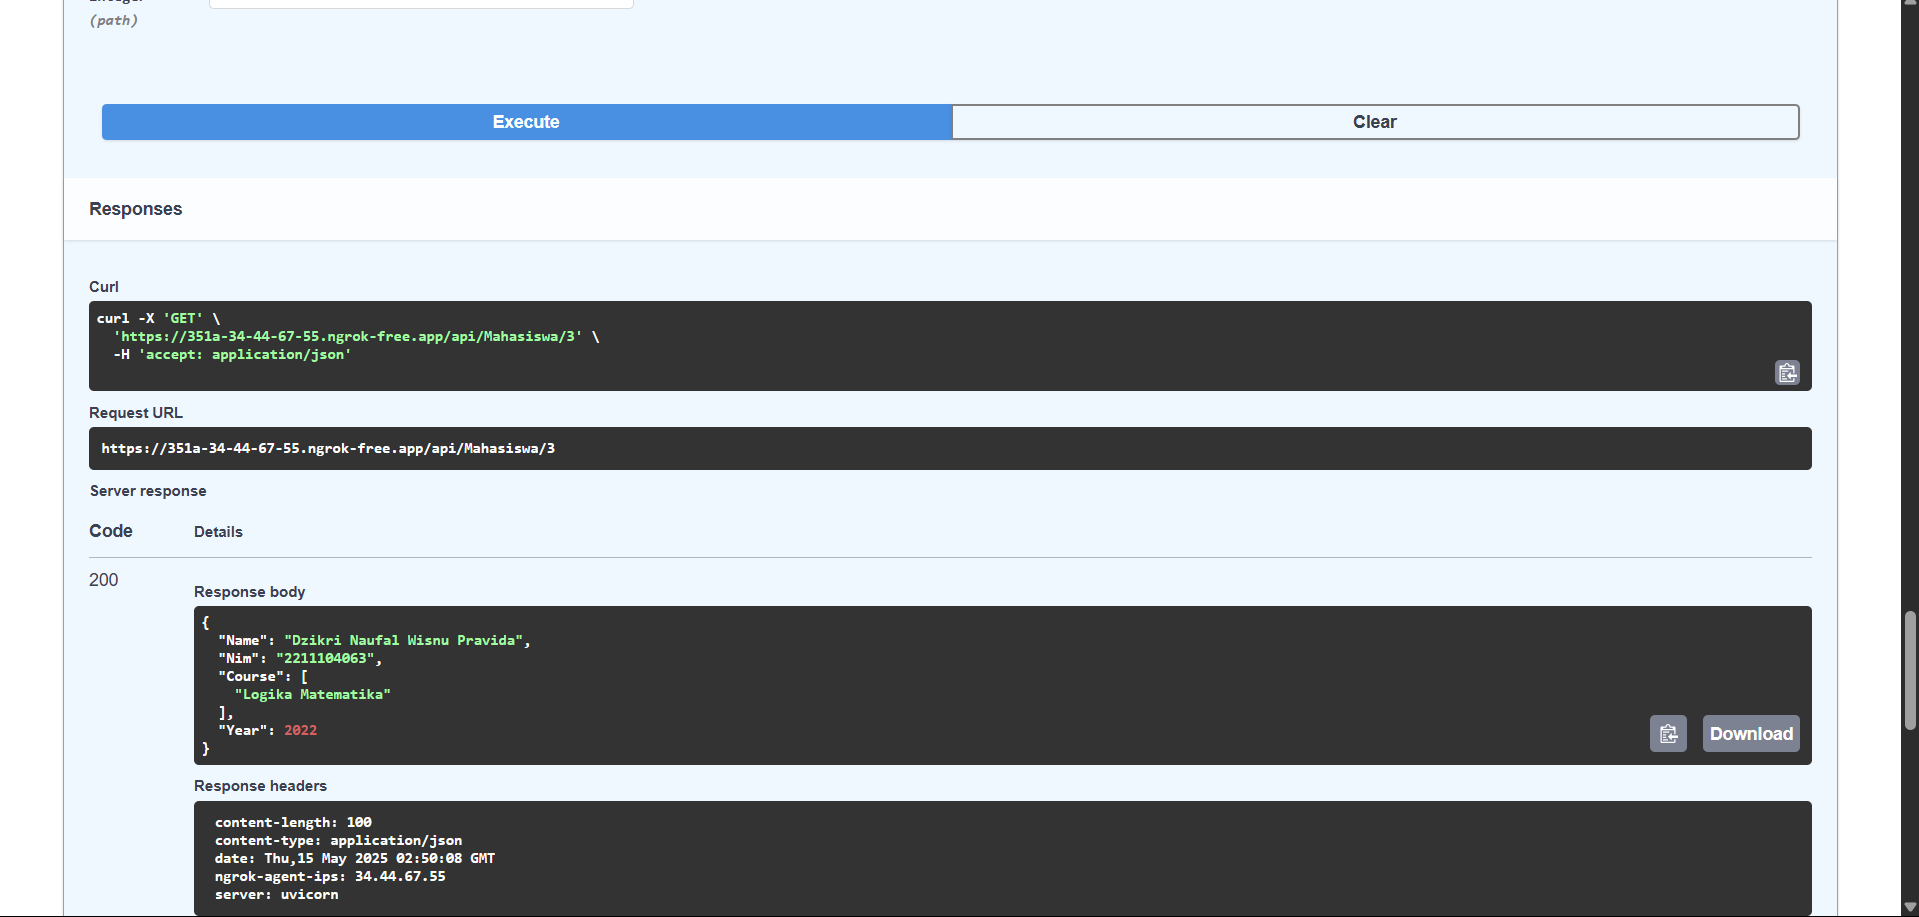 (path)
Execute
Clear
Responses
Curl
curl -X 'GET' \
  'https://351a-34-44-67-55.ngrok-free.app/api/Mahasiswa/3' \
  -H 'accept: application/json'
Request URL
https://351a-34-44-67-55.ngrok-free.app/api/Mahasiswa/3
Server response
Code Details
200
Response body
{
  "Name": "Dzikri Naufal Wisnu Pravida",
  "Nim": "2211104063",
  "Course": [
    "Logika Matematika"
  ],
  "Year": 2022
}
Download
Response headers
content-length: 100
content-type: application/json
date: Thu,15 May 2025 02:50:08 GMT
ngrok-agent-ips: 34.44.67.55
server: uvicorn